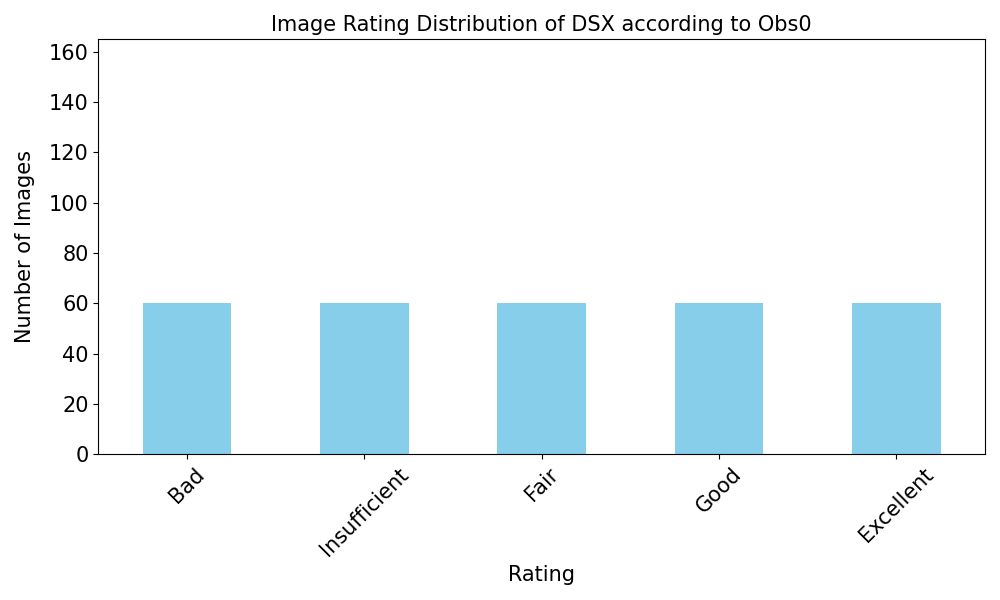 Image Rating Distribution of DSX according to Obs0
160
140
120
100
80
60
40
20
0
Number of Images
Bad
Insufficient
Fair
Good
Excellent
Rating